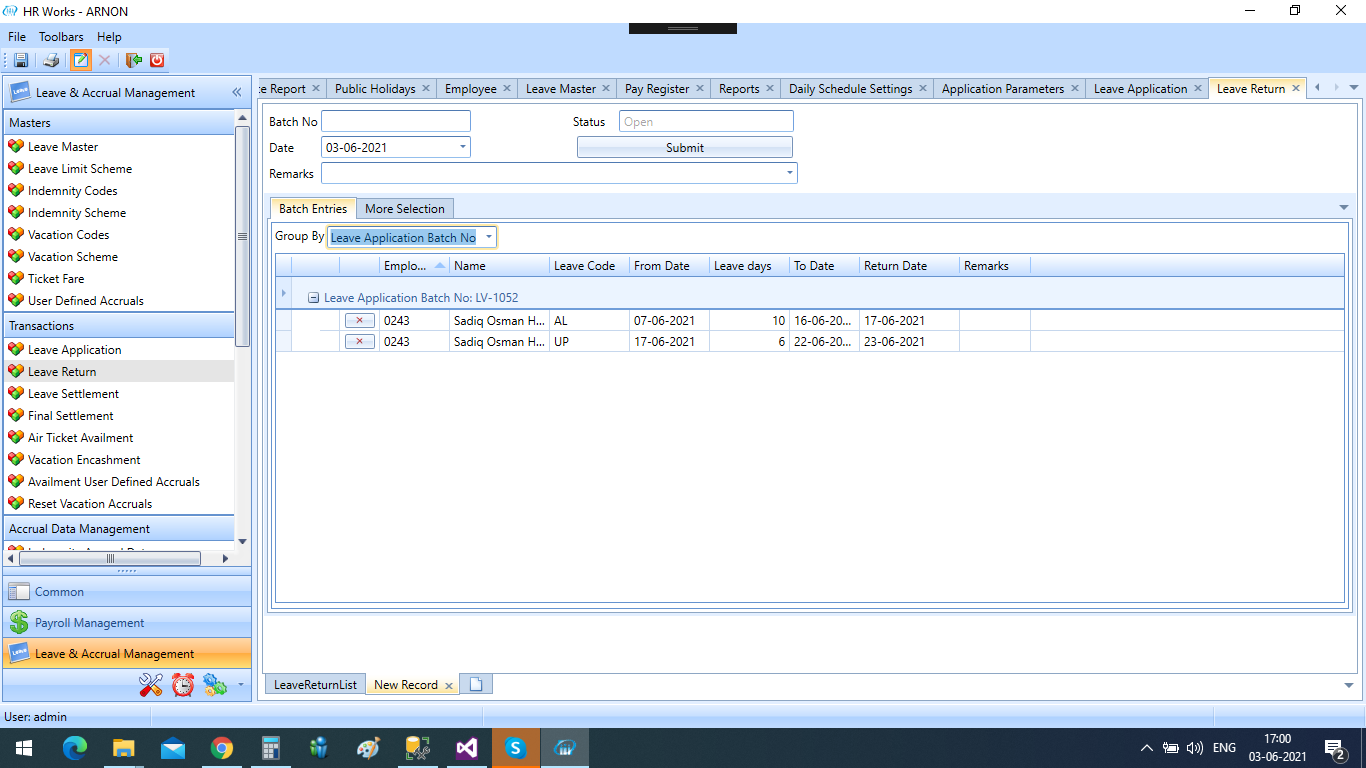 HR Works - ARNON
File Toolbars Help
Leave & Accrual Management
e Report Public Holidays Employee Leave Master Pay Register Reports Daily Schedule Settings Application Parameters Leave Application Leave Return
Masters
Leave Master
Leave Limit Scheme
Indemnity Codes
Indemnity Scheme
Vacation Codes
Vacation Scheme
Ticket Fare
User Defined Accruals
Transactions
Leave Application
Leave Return
Leave Settlement
Final Settlement
Air Ticket Availment
Vacation Encashment
Availment User Defined Accruals
Reset Vacation Accruals
Accrual Data Management
Common
Payroll Management
Leave & Accrual Management
Batch No Status Open
Date 03-06-2021 Submit
Remarks
Batch Entries More Selection
Group By Leave Application Batch No
Emplo... Name Leave Code From Date Leave days To Date Return Date Remarks
Leave Application Batch No: LV-1052
0243 Sadiq Osman H... AL 07-06-2021 10 16-06-20... 17-06-2021
0243 Sadiq Osman H... UP 17-06-2021 6 22-06-20... 23-06-2021
LeaveReturnList New Record
User: admin
ENG 17:00
03-06-2021
2